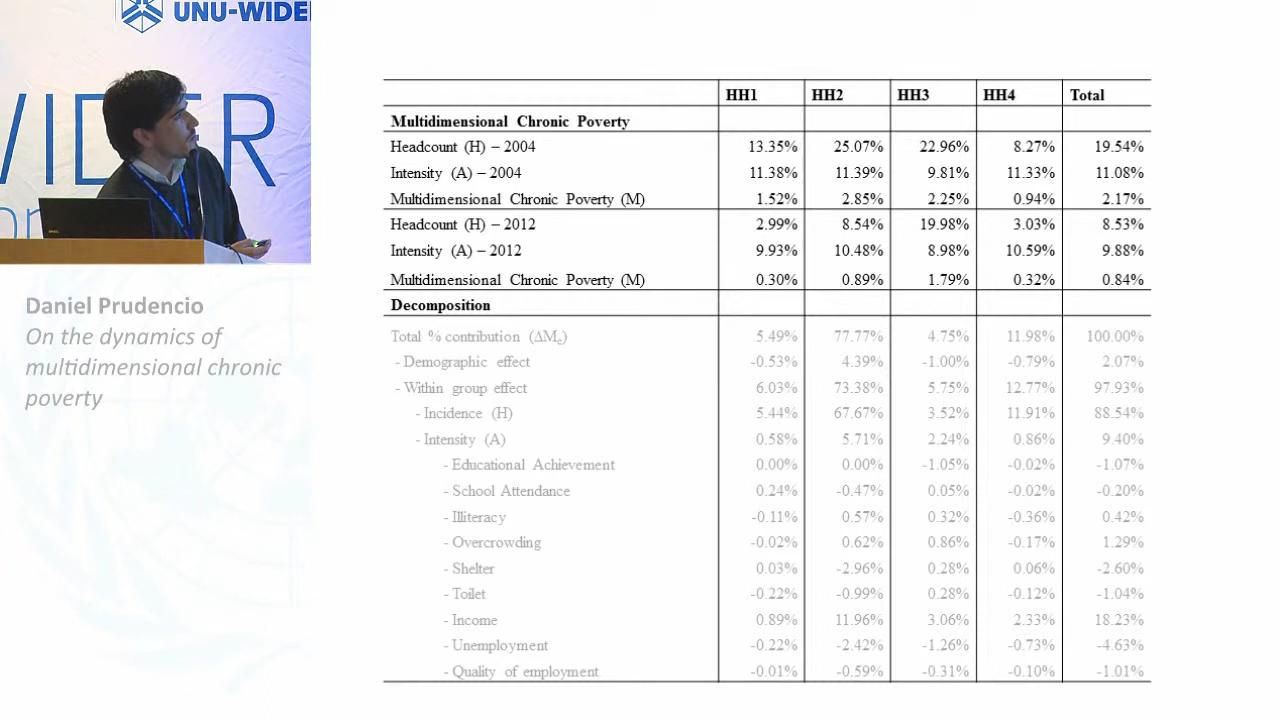 UNU-WIDE
WIDER
on
Daniel Prudencio
On the dynamics of
multidimensional chronic
poverty
HH1 HH2 HH3 HH4 Total
Multidimensional Chronic Poverty
Headcount (H) – 2004 13.35% 25.07% 22.96% 8.27% 19.54%
Intensity (A) – 2004 11.38% 11.39% 9.81% 11.33% 11.08%
Multidimensional Chronic Poverty (M) 1.52% 2.85% 2.25% 0.94% 2.17%
Headcount (H) – 2012 2.99% 8.54% 19.98% 3.03% 8.53%
Intensity (A) – 2012 9.93% 10.48% 8.98% 10.59% 9.88%
Multidimensional Chronic Poverty (M) 0.30% 0.89% 1.79% 0.32% 0.84%
Decomposition
Total % contribution (ΔMc) 5.49% 77.77% 4.75% 11.98% 100.00%
- Demographic effect -0.53% 4.39% -1.00% -0.79% 2.07%
- Within group effect 6.03% 73.38% 5.75% 12.77% 97.93%
- Incidence (H) 5.44% 67.67% 3.52% 11.91% 88.54%
- Intensity (A) 0.58% 5.71% 2.24% 0.86% 9.40%
- Educational Achievement 0.00% 0.00% -1.05% -0.02% -1.07%
- School Attendance 0.24% -0.47% 0.05% -0.02% -0.20%
- Illiteracy -0.11% 0.57% 0.32% -0.36% 0.42%
- Overcrowding -0.02% 0.62% 0.86% -0.17% 1.29%
- Shelter 0.03% -2.96% 0.28% 0.06% -2.60%
- Toilet -0.22% -0.99% 0.28% -0.12% -1.04%
- Income 0.89% 11.96% 3.06% 2.33% 18.23%
- Unemployment -0.22% -2.42% -1.26% -0.73% -4.63%
- Quality of employment -0.01% -0.59% -0.31% -0.10% -1.01%